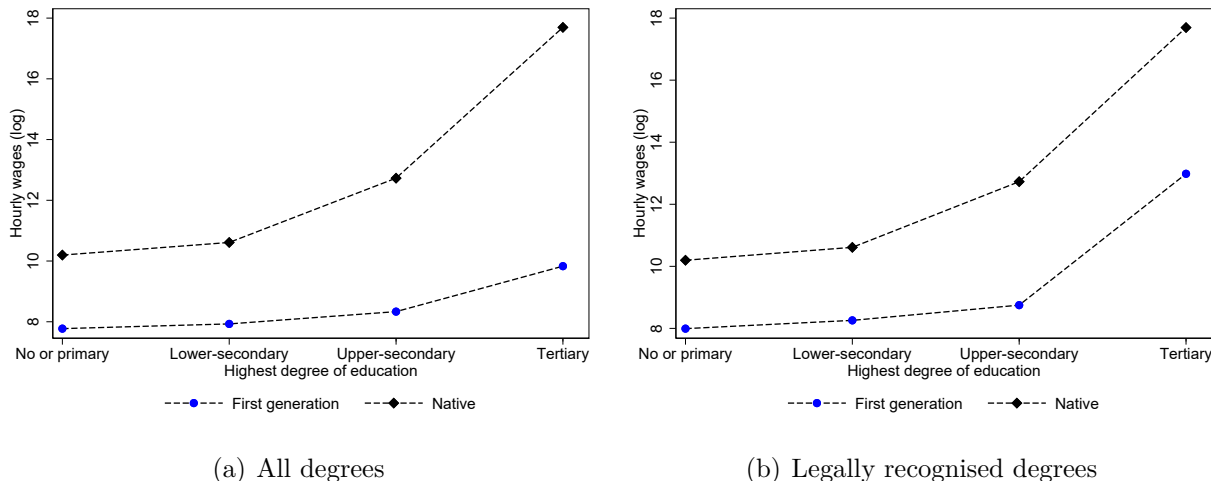 18
16
14
12
10
8
Hourly wages (log)
No or primary Lower-secondary Upper-secondary Tertiary
Highest degree of education
First generation Native
(a) All degrees
18
16
14
12
10
8
Hourly wages (log)
No or primary Lower-secondary Upper-secondary Tertiary
Highest degree of education
First generation Native
(b) Legally recognised degrees